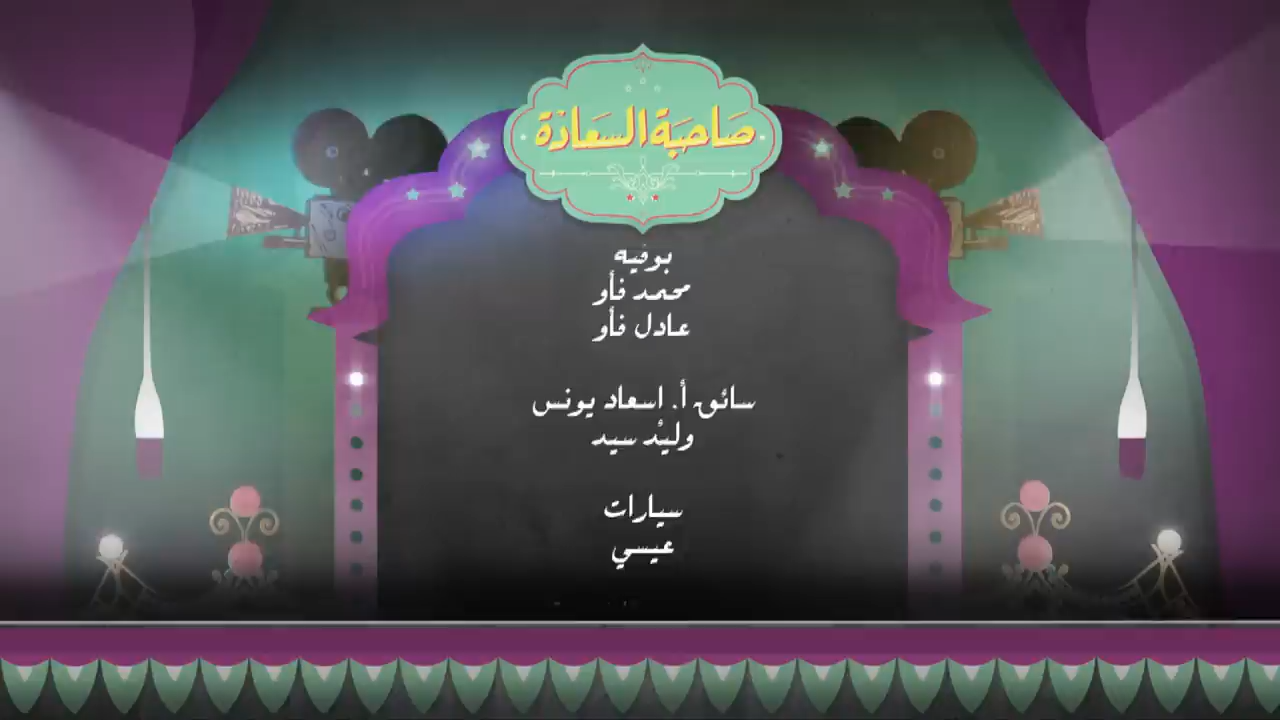 صاحبة السعادة
بوفيه
محمد فأو
عادل فأو
سائق أ. اسعاد يونس
وليد سيد
سيارات
عيسي